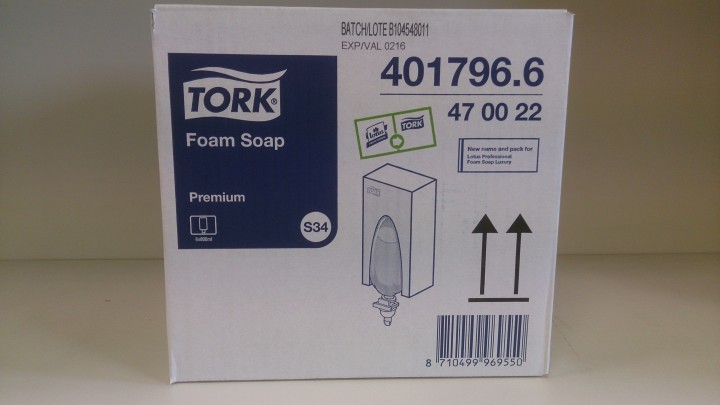 BATCH/LOTE B104548011
EXP/VAL 0216
401796.6
47 00 22
TORK®
Foam Soap
Premium
S34
lotus
TORK
New name and pack for
Lotus Professional
Foam Soap Luxury
8 710499 969550